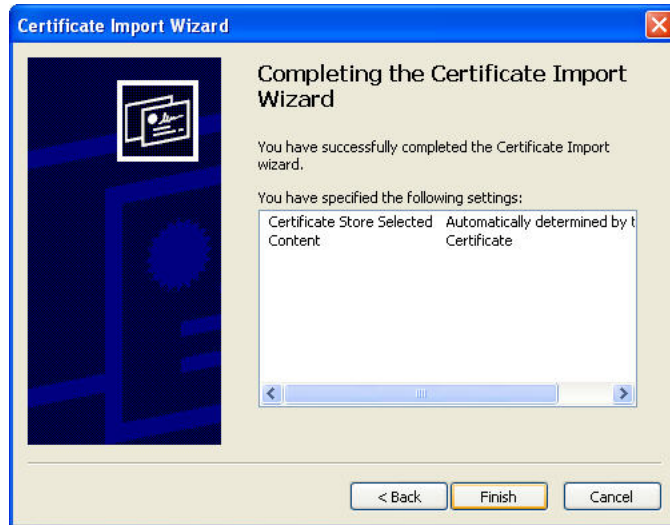 Certificate Import Wizard
Completing the Certificate Import
Wizard
You have successfully completed the Certificate Import
wizard.
You have specified the following settings:
Certificate Store Selected Automatically determined by t
Content Certificate
< Back Finish Cancel